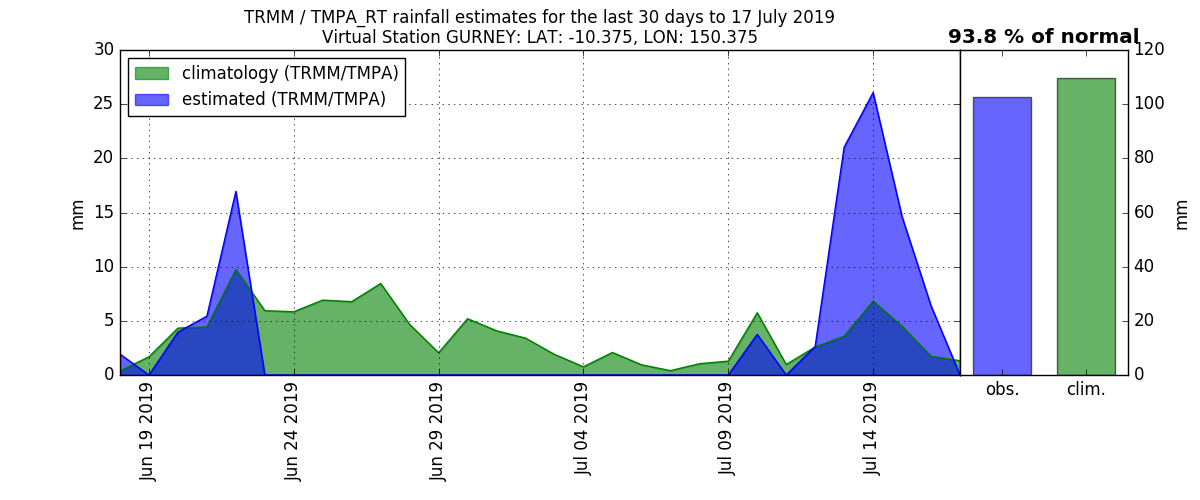 TRMM / TMPA_RT rainfall estimates for the last 30 days to 17 July 2019
Virtual Station GURNEY: LAT: -10.375, LON: 150.375
93.8 % of normal
climatology (TRMM/TMPA)
estimated (TRMM/TMPA)
30
25
20
15
10
5
0
mm
120
100
80
60
40
20
0
mm
Jun 19 2019
Jun 24 2019
Jun 29 2019
Jul 04 2019
Jul 09 2019
Jul 14 2019
obs.
clim.